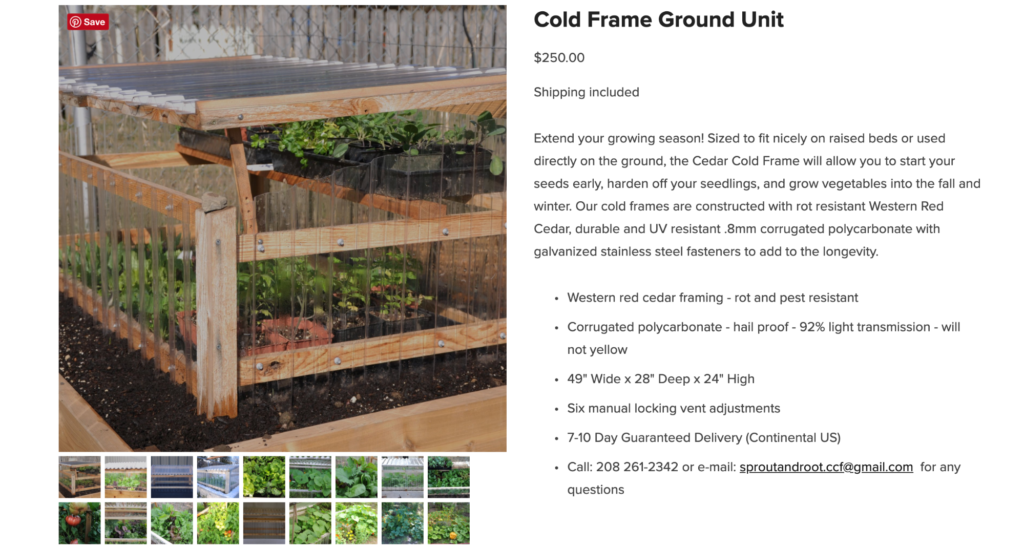 Save
Cold Frame Ground Unit
$250.00
Shipping included
Extend your growing season! Sized to fit nicely on raised beds or used
directly on the ground, the Cedar Cold Frame will allow you to start your
seeds early, harden off your seedlings, and grow vegetables into the fall and
winter. Our cold frames are constructed with rot resistant Western Red
Cedar, durable and UV resistant .8mm corrugated polycarbonate with
galvanized stainless steel fasteners to add to the longevity.
• Western red cedar framing - rot and pest resistant
• Corrugated polycarbonate - hail proof - 92% light transmission - will
not yellow
• 49" Wide x 28" Deep x 24" High
• Six manual locking vent adjustments
• 7-10 Day Guaranteed Delivery (Continental US)
• Call: 208 261-2342 or e-mail: sproutandroot.ccf@gmail.com for any
questions